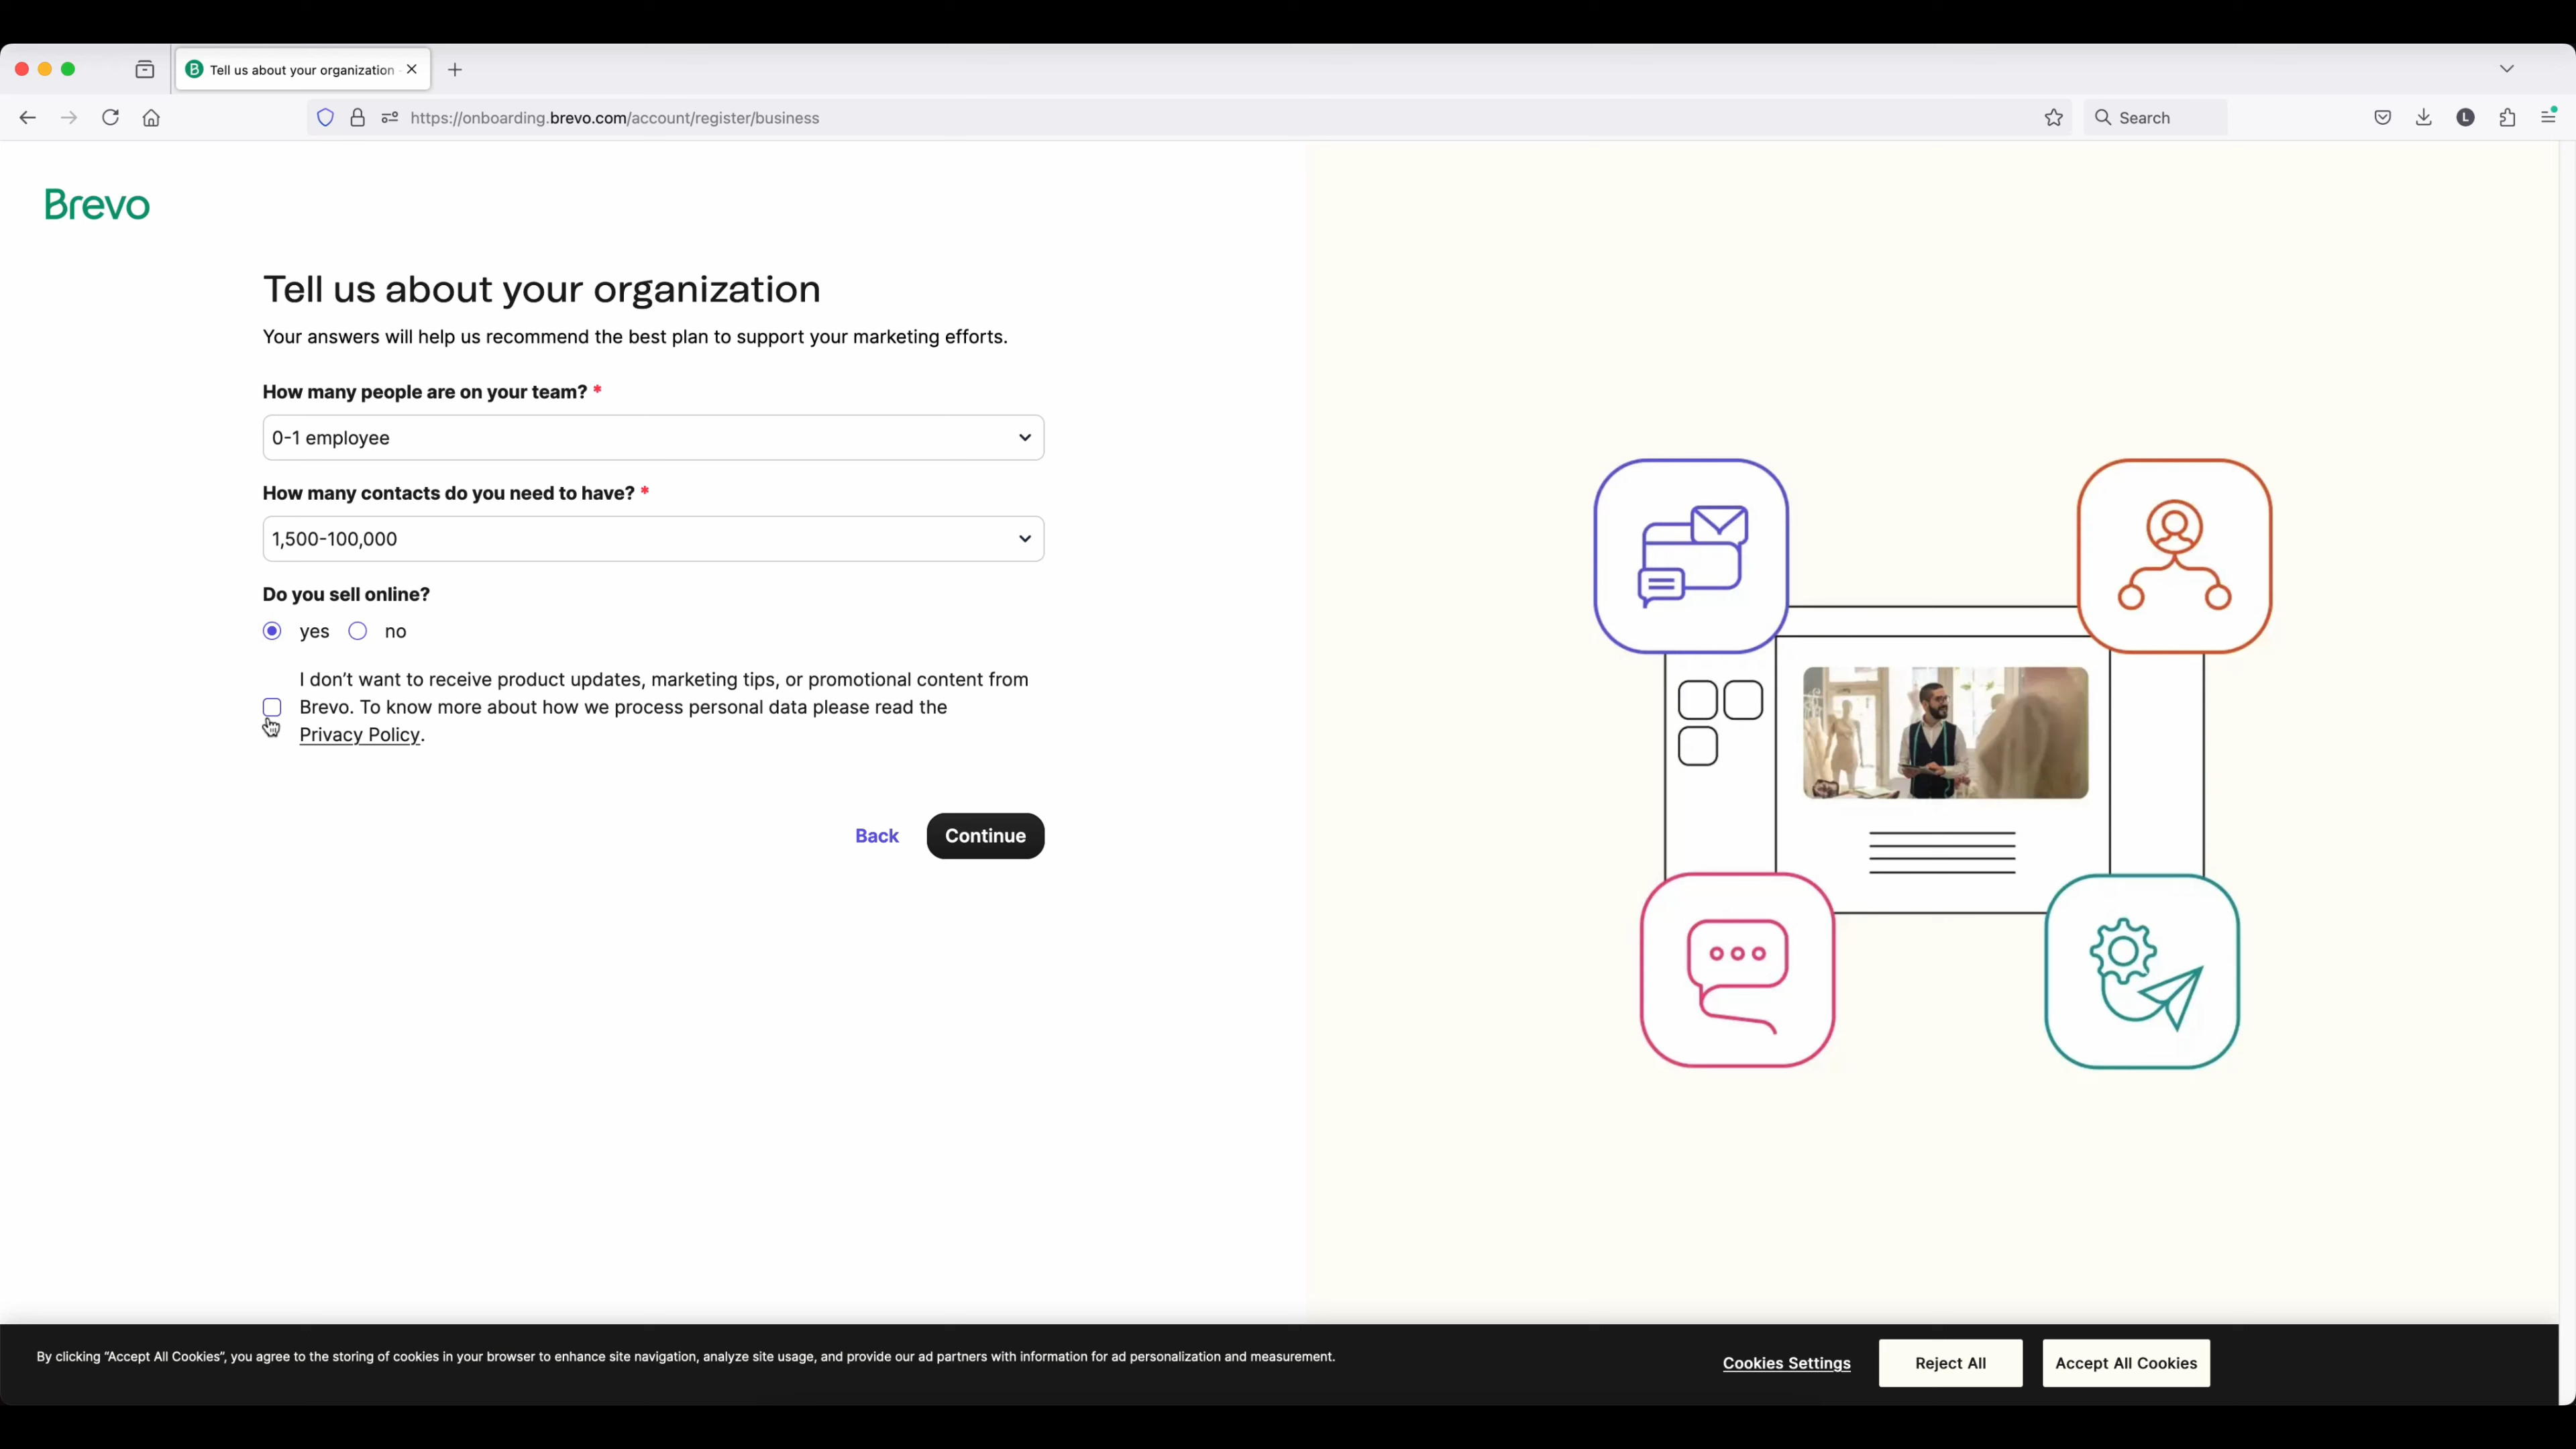 Tell us about your organization
https://onboarding.brevo.com/account/register/business
Search
L
Brevo
Tell us about your organization
Your answers will help us recommend the best plan to support your marketing efforts.
How many people are on your team? *
0-1 employee
How many contacts do you need to have? *
1,500-100,000
Do you sell online?
yes no
I don't want to receive product updates, marketing tips, or promotional content from
Brevo. To know more about how we process personal data please read the
Privacy Policy.
Back Continue
By clicking "Accept All Cookies", you agree to the storing of cookies in your browser to enhance site navigation, analyze site usage, and provide our ad partners with information for ad personalization and measurement.
Cookies Settings Reject All Accept All Cookies